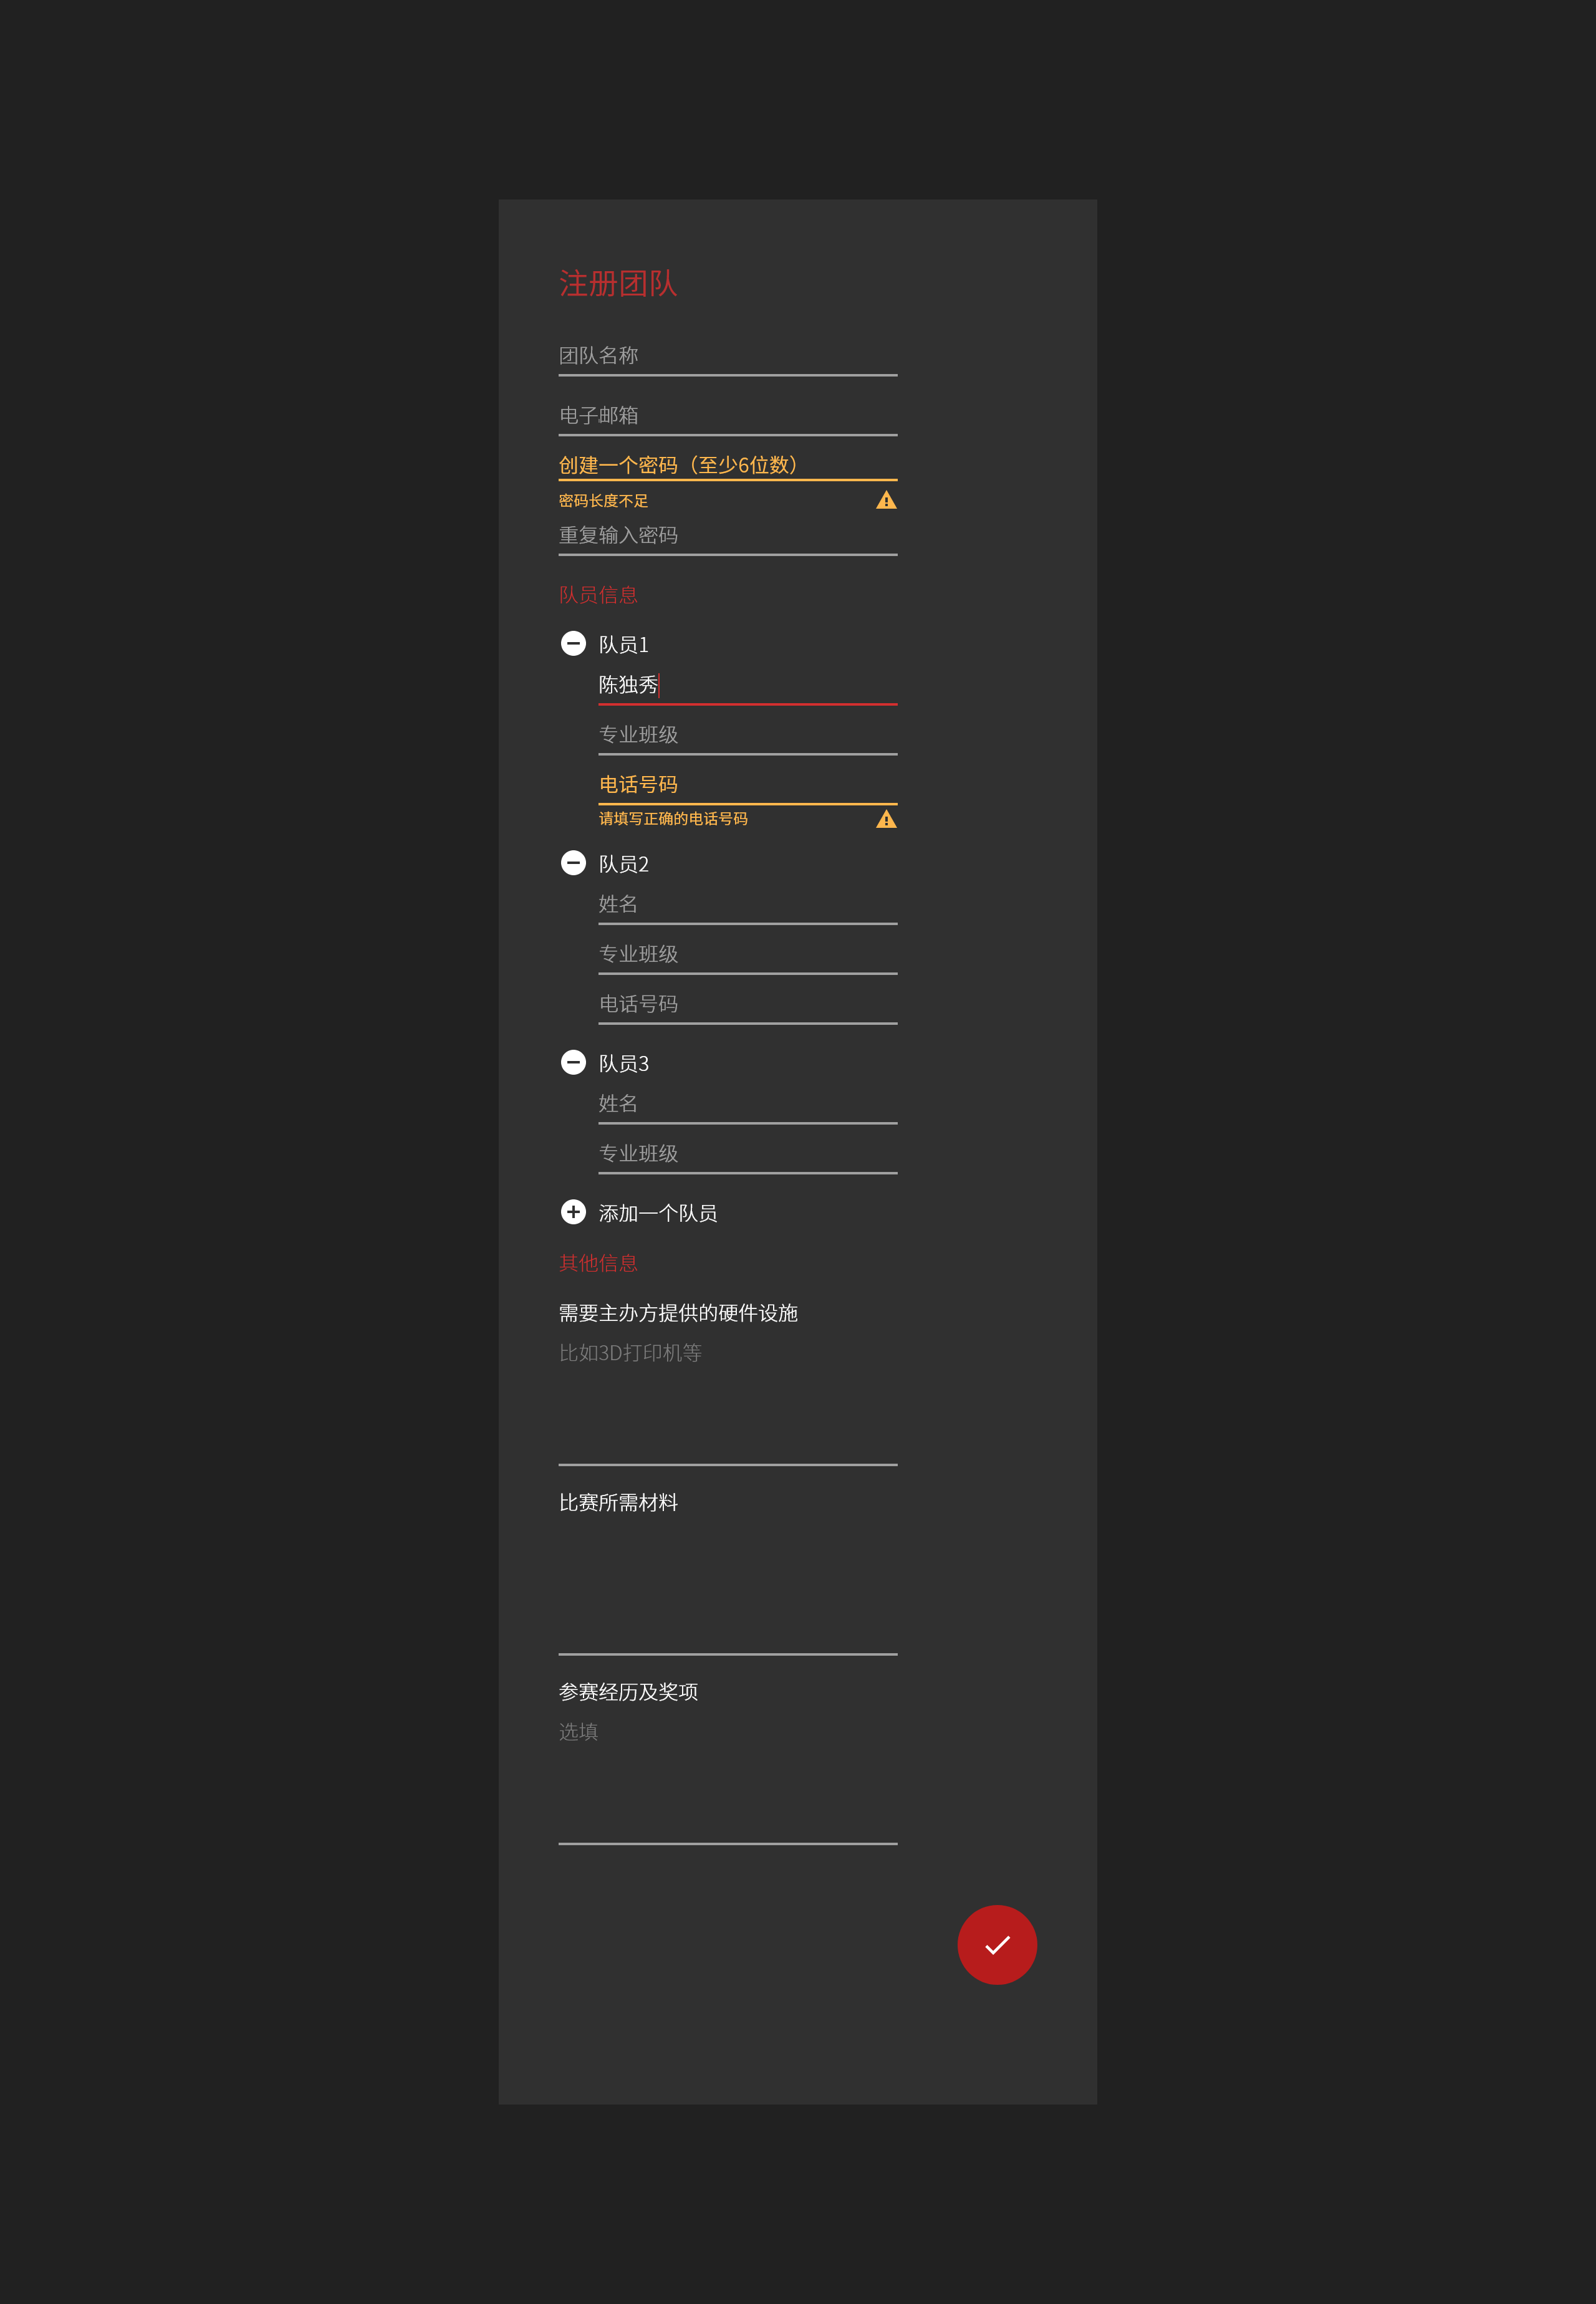 注册团队
团队名称
电子邮箱
创建一个密码（至少6位数）
密码长度不足
重复输入密码
队员信息
队员1
陈独秀
专业班级
电话号码
请填写正确的电话号码
队员2
姓名
专业班级
电话号码
队员3
姓名
专业班级
添加一个队员
其他信息
需要主办方提供的硬件设施
比如3D打印机等
比赛所需材料
参赛经历及奖项
选填